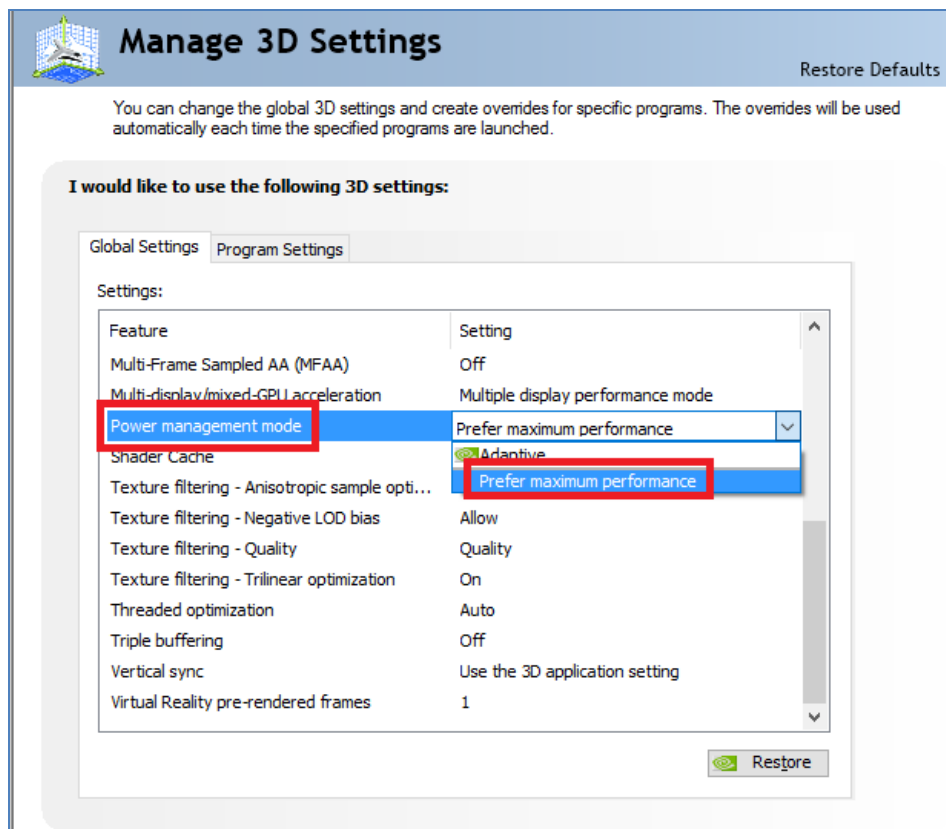 Manage 3D Settings
Restore Defaults
You can change the global 3D settings and create overrides for specific programs. The overrides will be used
automatically each time the specified programs are launched.
I would like to use the following 3D settings:
Global Settings Program Settings
Settings:
Feature Setting
Multi-Frame Sampled AA (MFAA) Off
Multi-display/mixed-GPU acceleration Multiple display performance mode
Power management mode Prefer maximum performance
Shader Cache Adaptive
Texture filtering - Anisotropic sample opti... Prefer maximum performance
Texture filtering - Negative LOD bias Allow
Texture filtering - Quality Quality
Texture filtering - Trilinear optimization On
Threaded optimization Auto
Triple buffering Off
Vertical sync Use the 3D application setting
Virtual Reality pre-rendered frames 1
Restore